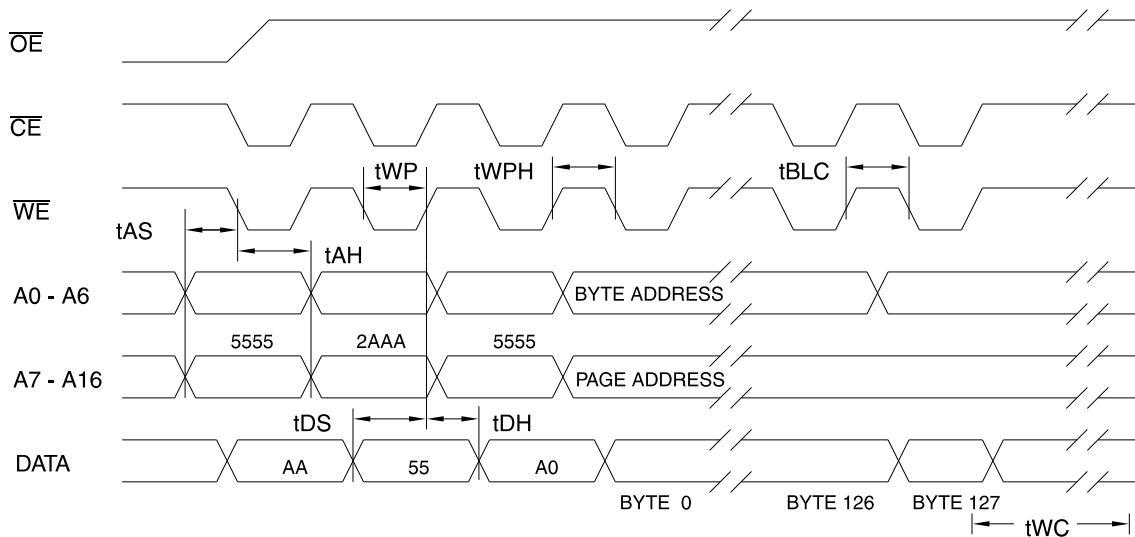 OE
CE
tWP
tWPH
tBLC
WE
tAS
tAH
A0 - A6
BYTE ADDRESS
5555
2AAA
5555
A7 - A16
PAGE ADDRESS
tDS
tDH
DATA
AA
55
A0
BYTE 0
BYTE 126
BYTE 127
tWC